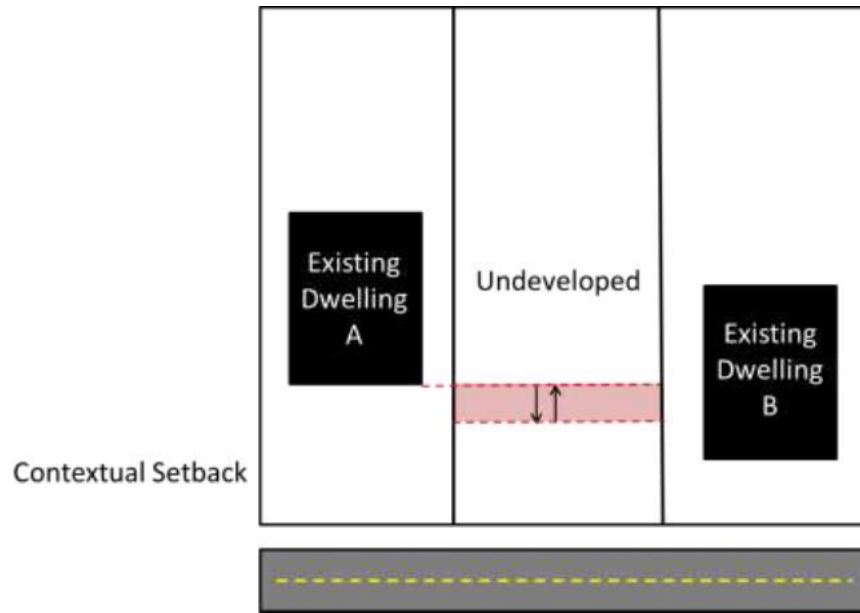 Existing
Dwelling
A
Undeveloped
Existing
Dwelling
B
Contextual Setback